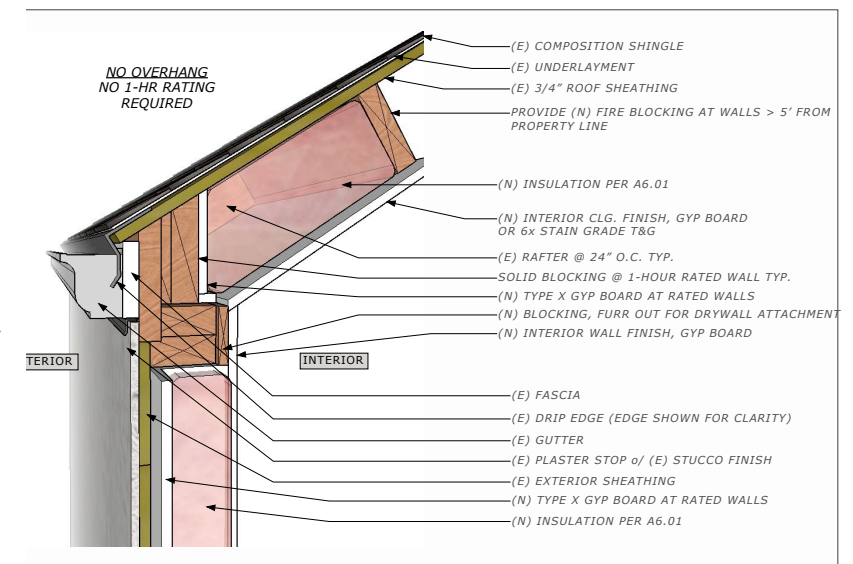 NO OVERHANG
NO 1-HR RATING
REQUIRED
(E) COMPOSITION SHINGLE
(E) UNDERLAYMENT
(E) 3/4" ROOF SHEATHING
PROVIDE (N) FIRE BLOCKING AT WALLS > 5' FROM
PROPERTY LINE
(N) INSULATION PER A6.01
(N) INTERIOR CLG. FINISH, GYP BOARD
OR 6x STAIN GRADE T&G
(E) RAFTER @ 24" O.C. TYP.
SOLID BLOCKING @ 1-HOUR RATED WALL TYP.
(N) TYPE X GYP BOARD AT RATED WALLS
(N) BLOCKING, FURR OUT FOR DRYWALL ATTACHMENT
(N) INTERIOR WALL FINISH, GYP BOARD
TERIOR
INTERIOR
(E) FASCIA
(E) DRIP EDGE (EDGE SHOWN FOR CLARITY)
(E) GUTTER
(E) PLASTER STOP o/ (E) STUCCO FINISH
(E) EXTERIOR SHEATHING
(N) TYPE X GYP BOARD AT RATED WALLS
(N) INSULATION PER A6.01